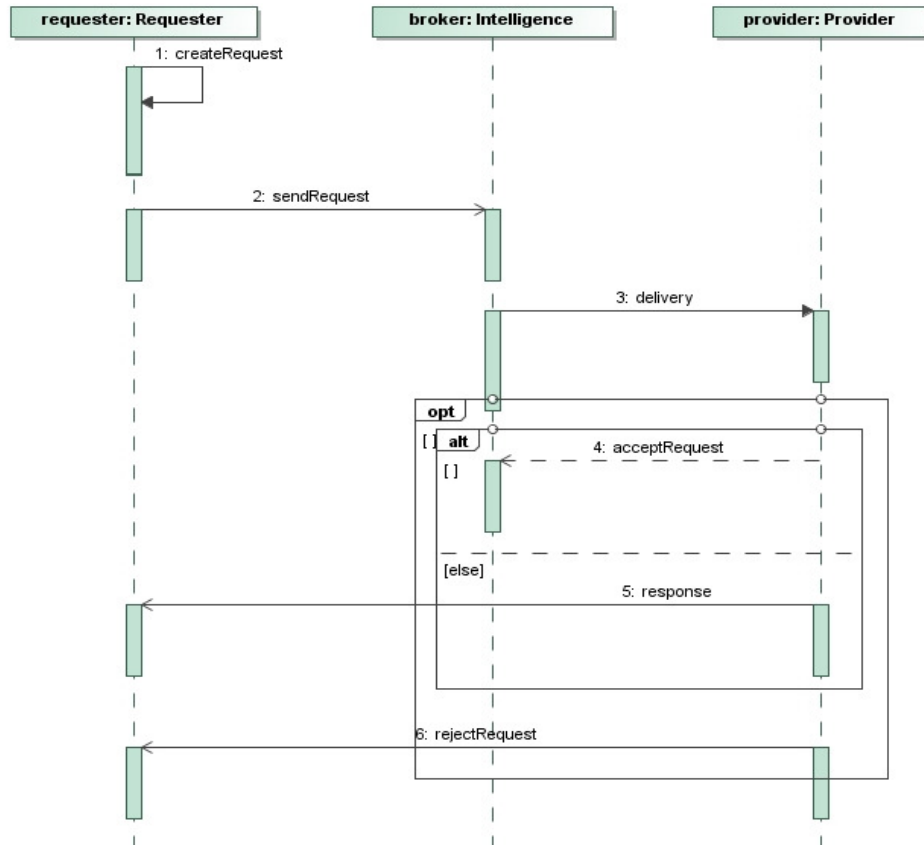 requester: Requester
broker: Intelligence
provider: Provider
1: createRequest
2: sendRequest
3: delivery
opt
[ ]
alt
4: acceptRequest
[ ]
[else]
5: response
6: rejectRequest